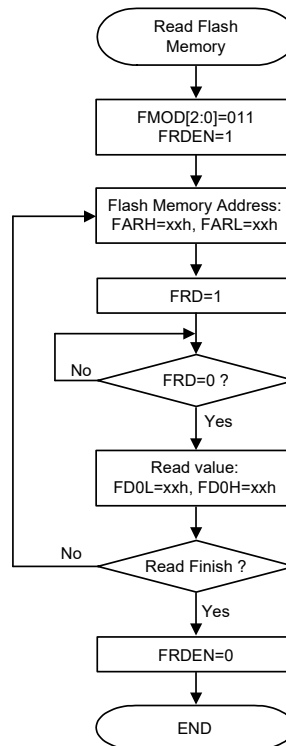 Read Flash
Memory
FMOD[2:0]=011
FRDEN=1
Flash Memory Address:
FARH=xxh, FARL=xxh
FRD=1
No
FRD=0 ?
Yes
Read value:
FD0L=xxh, FD0H=xxh
No
Read Finish ?
Yes
FRDEN=0
END